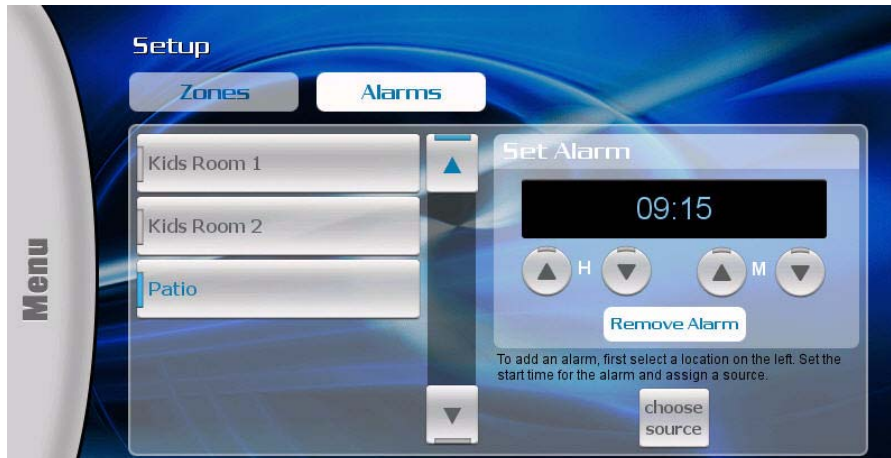 Setup
Zones
Alarms
Menu
Kids Room 1
Kids Room 2
Patio
Set Alarm
09:15
H
M
Remove Alarm
To add an alarm, first select a location on the left. Set the
start time for the alarm and assign a source.
choose
source